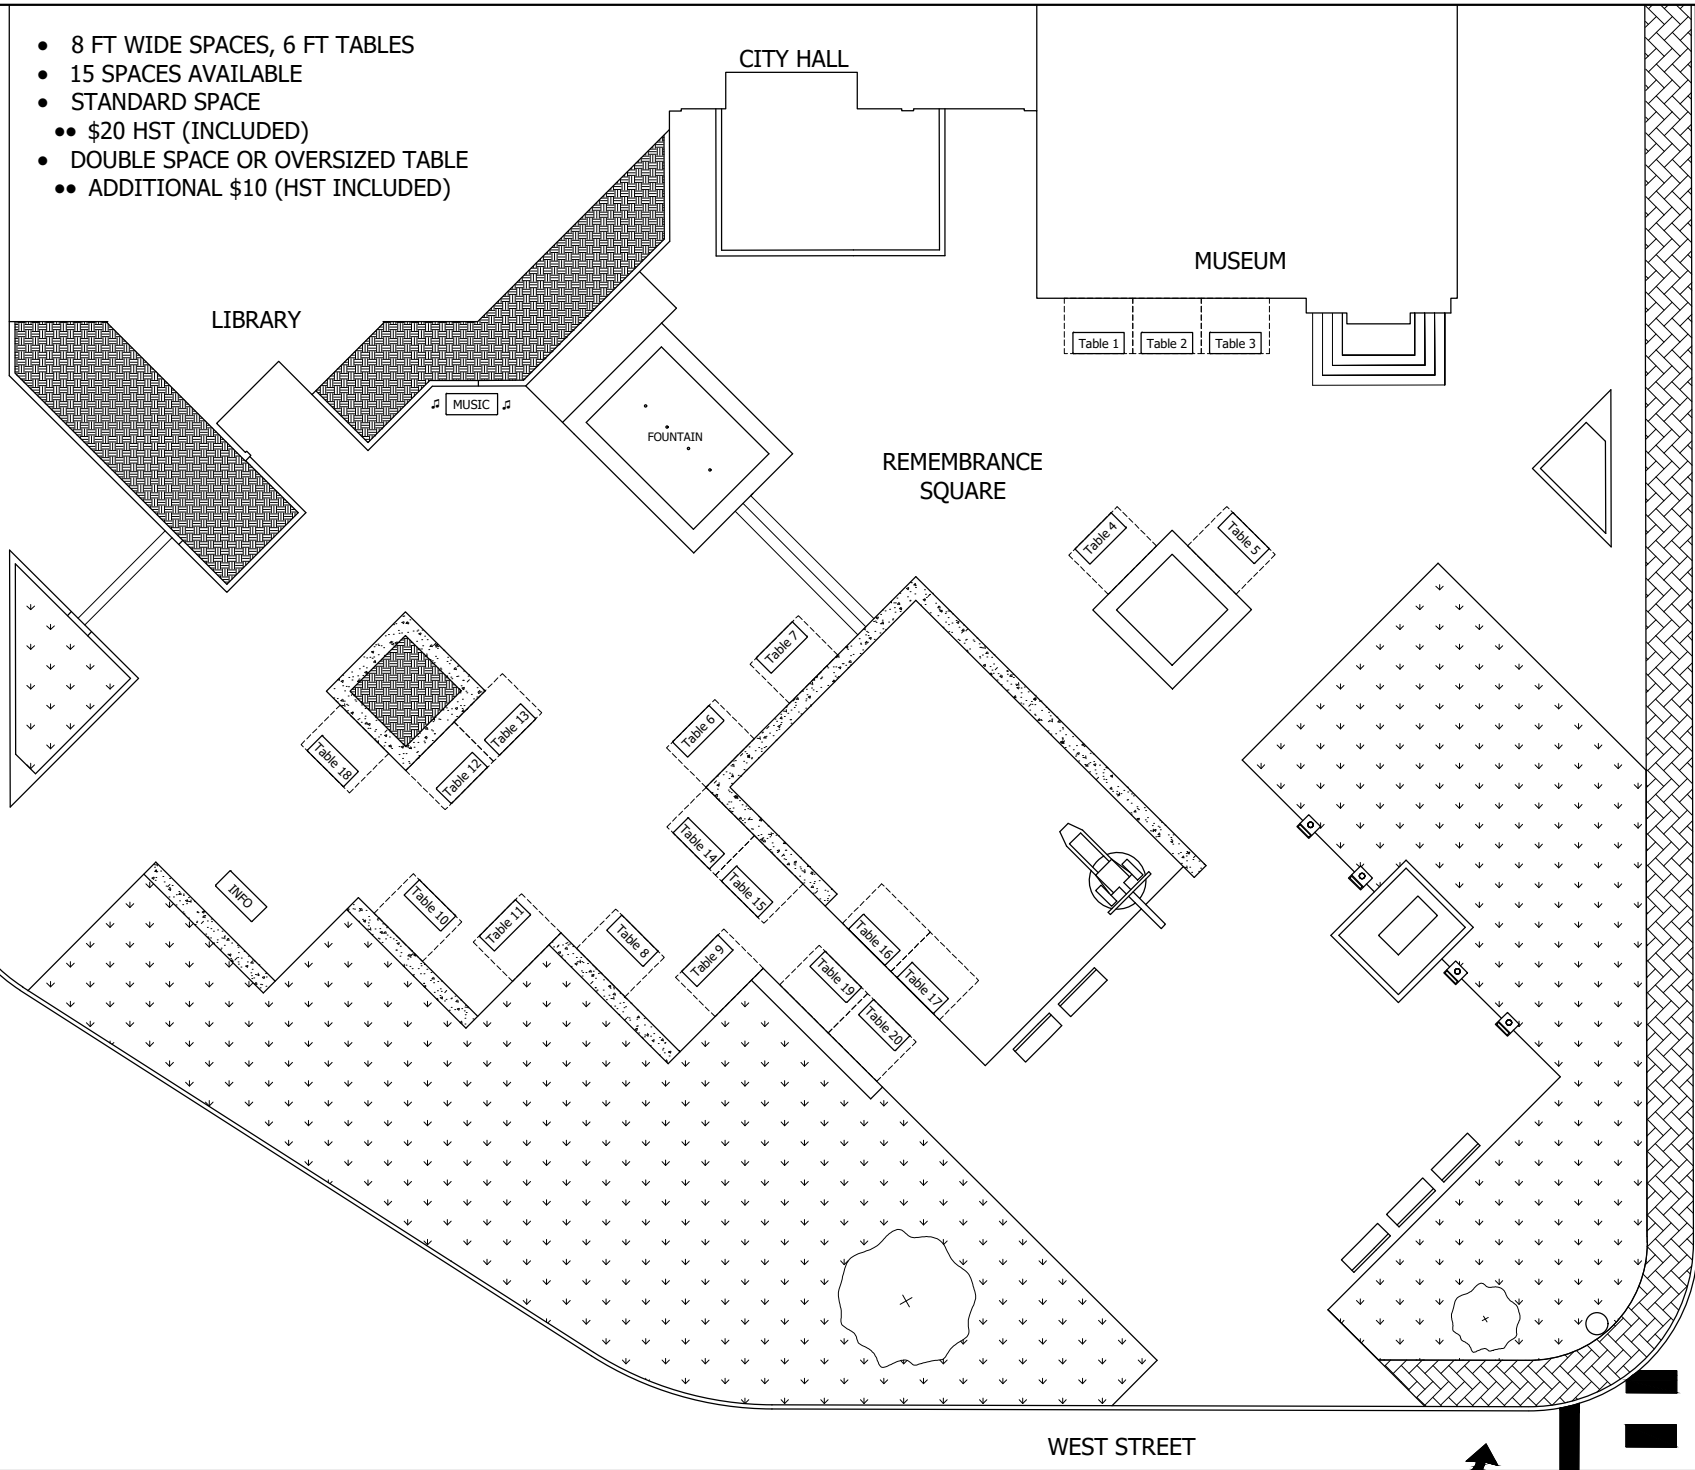 • 8 FT WIDE SPACES, 6 FT TABLES
• 15 SPACES AVAILABLE
• STANDARD SPACE
•• $20 HST (INCLUDED)
• DOUBLE SPACE OR OVERSIZED TABLE
•• ADDITIONAL $10 (HST INCLUDED)
CITY HALL
MUSEUM
LIBRARY
Table 1
Table 2
Table 3
♫ MUSIC ♫
FOUNTAIN
REMEMBRANCE
SQUARE
Table 4
Table 5
Table 7
Table 6
Table 13
Table 18
Table 12
Table 14
Table 15
INFO
Table 10
Table 11
Table 8
Table 9
Table 16
Table 19
Table 17
Table 20
WEST STREET